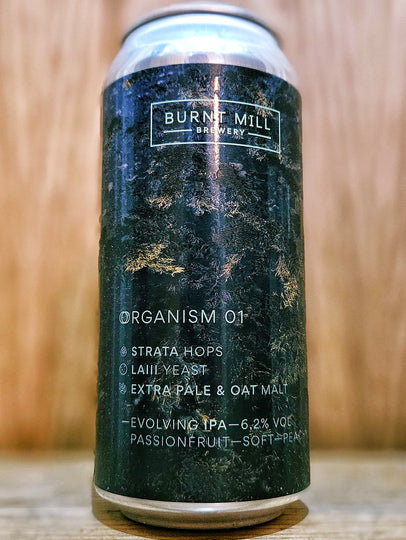 BURNT MILL
BREWERY
ORGANISM 01
STRATA HOPS
LAIII YEAST
EXTRA PALE & OAT MALT
—EVOLVING IPA—6.2% VOL
PASSIONFRUIT—SOFT—